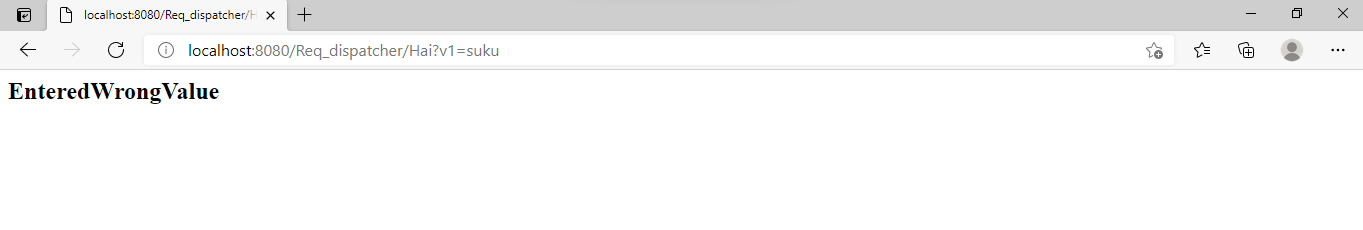 localhost:8080/Req_dispatcher/H
localhost:8080/Req_dispatcher/Hai?v1=suku
EnteredWrongValue